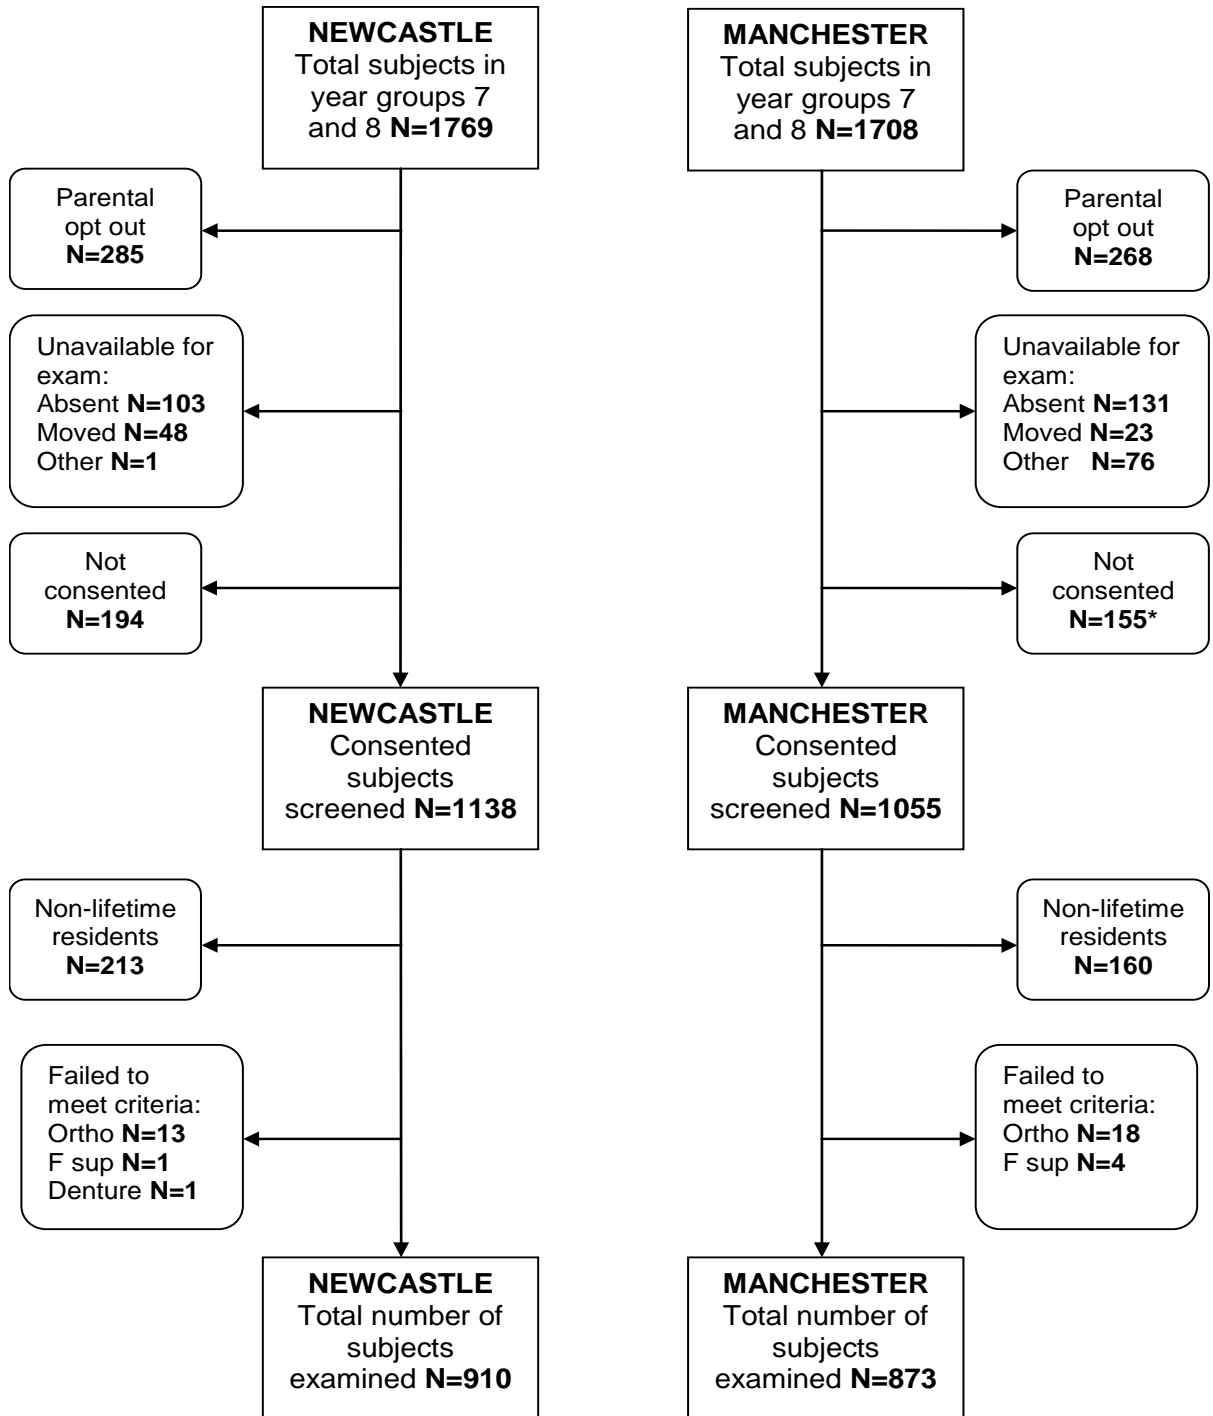 NEWCASTLE
Total subjects in
year groups 7
and 8 N=1769
MANCHESTER
Total subjects in
year groups 7
and 8 N=1708
Parental
opt out
N=285
Parental
opt out
N=268
Unavailable for
exam:
Absent N=103
Moved N=48
Other N=1
Unavailable for
exam:
Absent N=131
Moved N=23
Other N=76
Not
consented
N=194
Not
consented
N=155*
NEWCASTLE
Consented
subjects
screened N=1138
MANCHESTER
Consented
subjects
screened N=1055
Non-lifetime
residents
N=213
Non-lifetime
residents
N=160
Failed to
meet criteria:
Ortho N=13
F sup N=1
Denture N=1
Failed to
meet criteria:
Ortho N=18
F sup N=4
NEWCASTLE
Total number of
subjects
examined N=910
MANCHESTER
Total number of
subjects
examined N=873